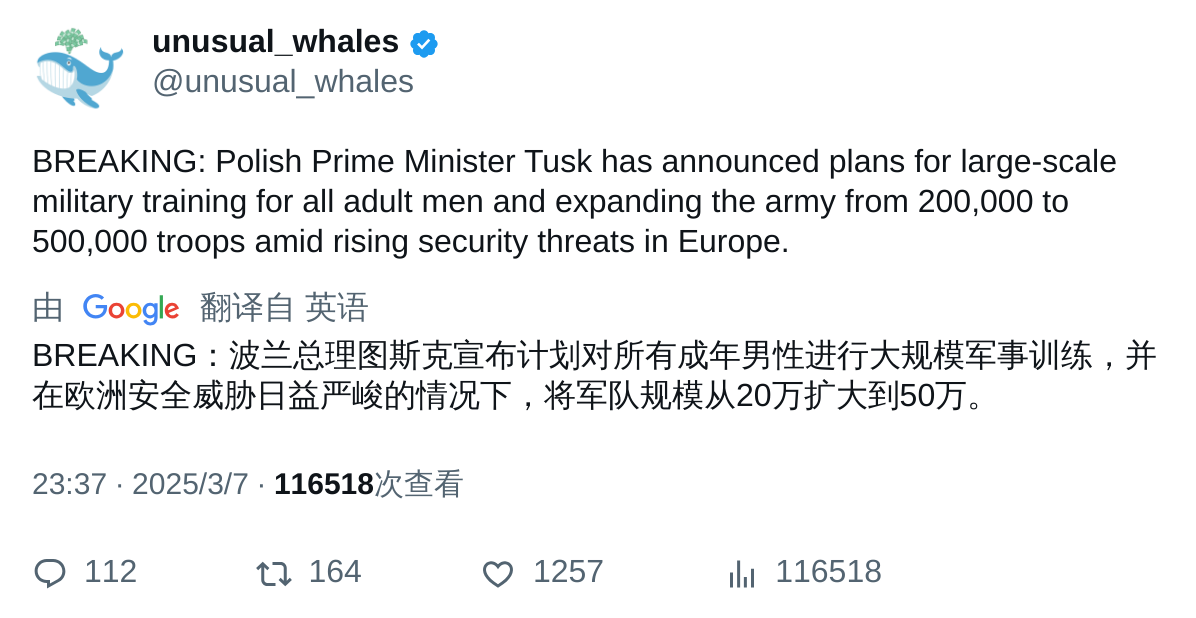 unusual_whales
@unusual_whales
BREAKING: Polish Prime Minister Tusk has announced plans for large-scale
military training for all adult men and expanding the army from 200,000 to
500,000 troops amid rising security threats in Europe.
由 Google 翻译自 英语
BREAKING：波兰总理图斯克宣布计划对所有成年男性进行大规模军事训练，并
在欧洲安全威胁日益严峻的情况下，将军队规模从20万扩大到50万。
23:37 · 2025/3/7 · 116518次查看
112 164 1257 116518